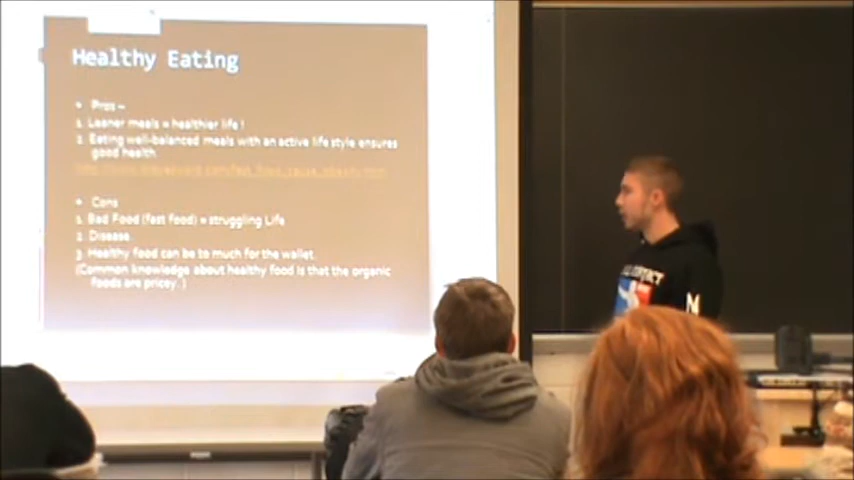 Healthy Eating
Pros –
1. Leaner meals = healthier life !
2. Eating well-balanced meals with an active life style ensures
good health.
Cons
1. Bad Food (fast food) = struggling Life
2. Disease.
3. Healthy food can be to much for the wallet.
(Common knowledge about healthy food is that the organic
foods are pricey. )